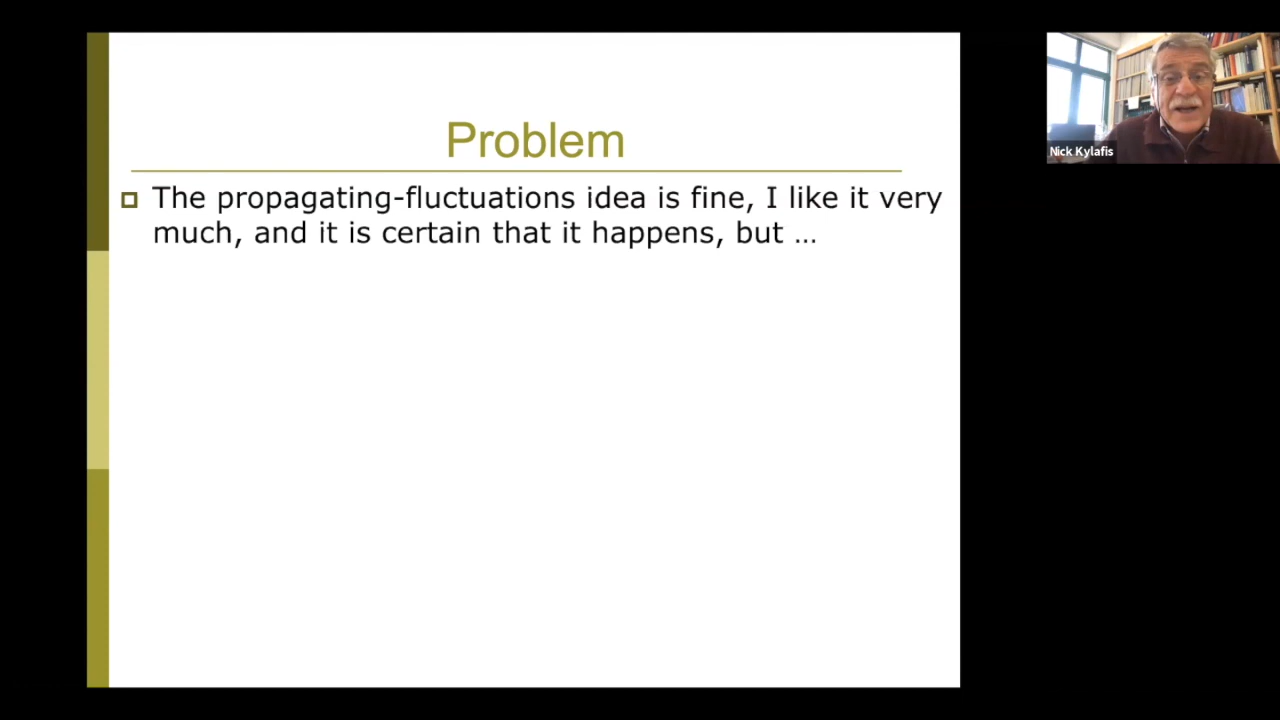 Problem
The propagating-fluctuations idea is fine, I like it very
much, and it is certain that it happens, but …
Nick Kylafis